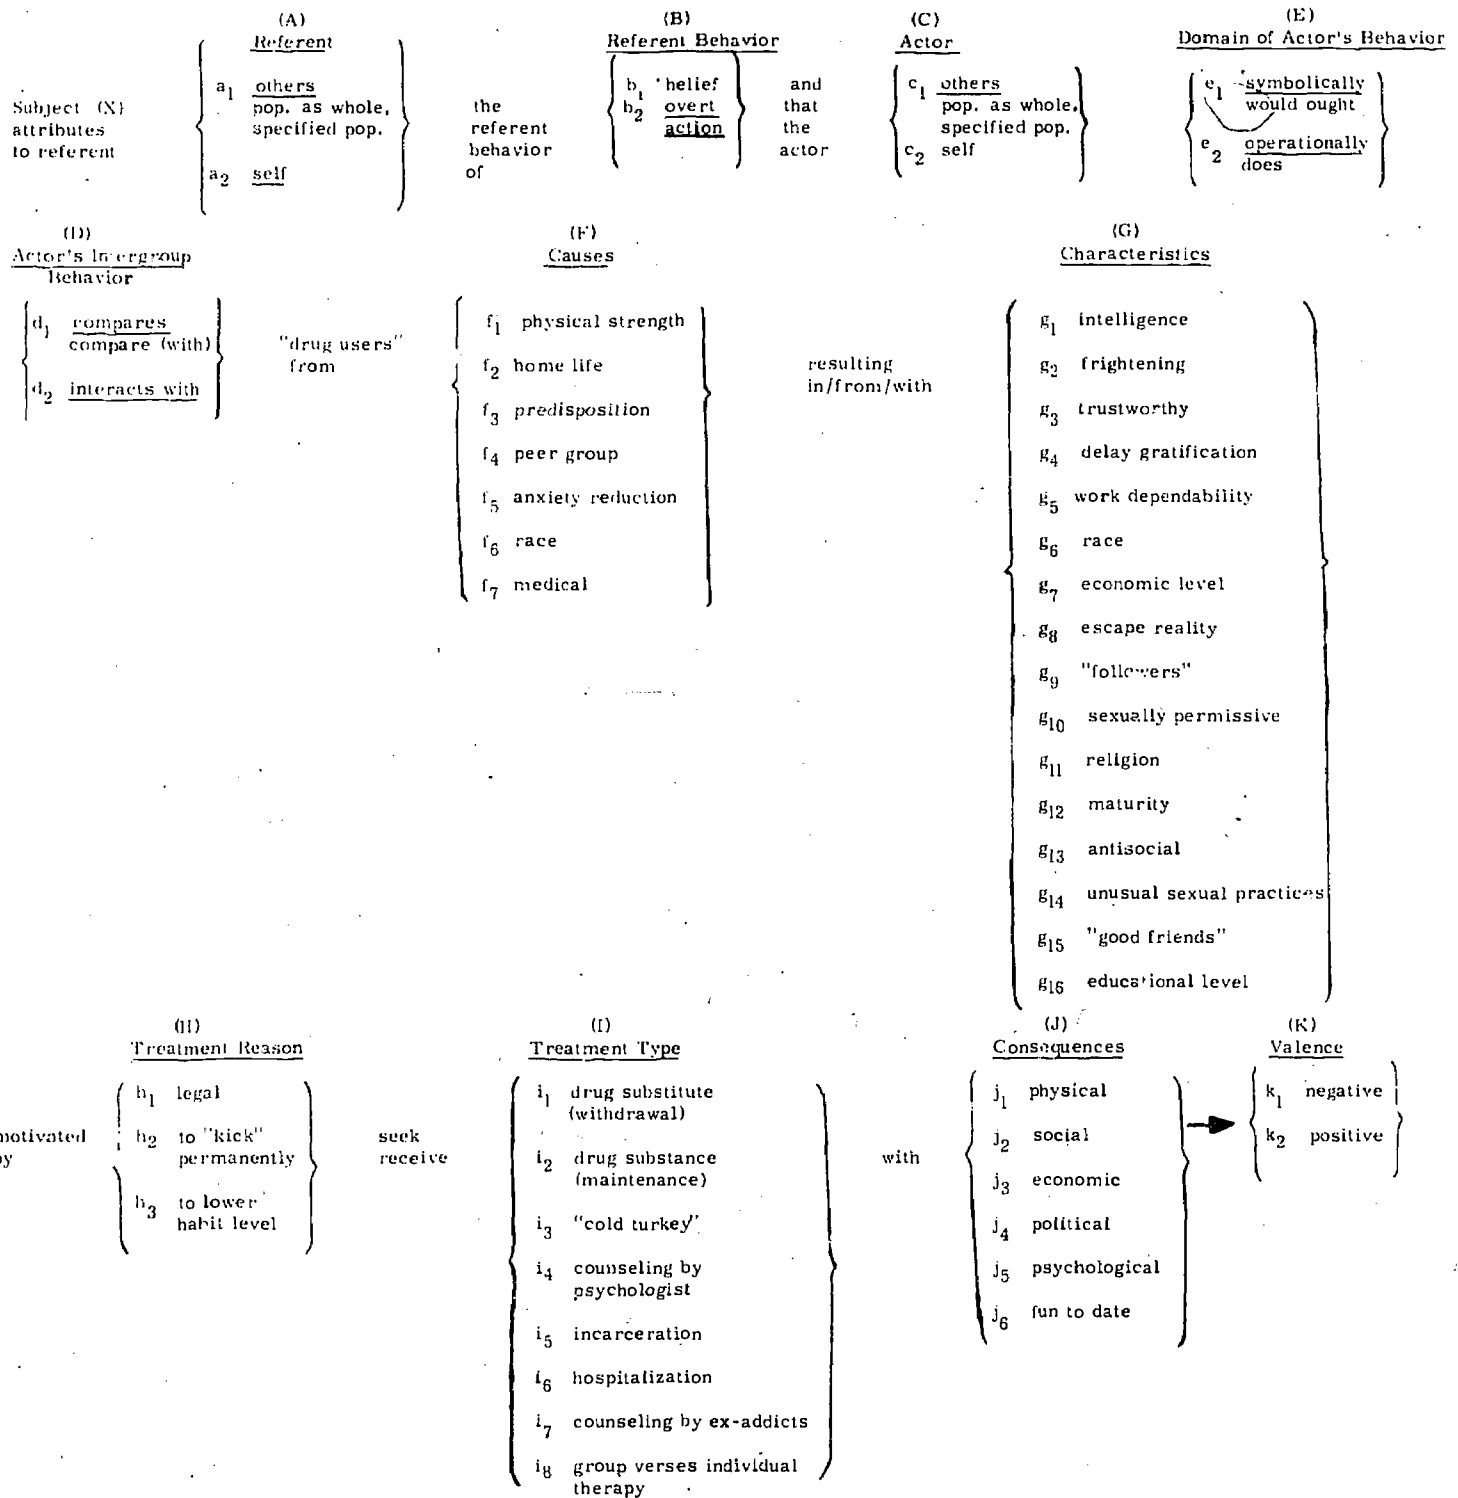 (A)
Referent
(B)
Referent Behavior
(C)
Actor
(E)
Domain of Actor's Behavior
Subject (X)
attributes
to referent
a1 others
pop. as whole,
specified pop.
a2 self
the
referent
behavior
of
b1 belief
b2 overt
action
and
that
the
actor
c1 others
pop. as whole,
specified pop.
c2 self
e1 symbolically
would ought
e2 operationally
does
(D)
Actor's Intergroup
Behavior
d1 compares
compare (with)
d2 interacts with
"drug users"
from
(F)
Causes
f1 physical strength
f2 home life
f3 predisposition
f4 peer group
f5 anxiety reduction
f6 race
f7 medical
resulting
in/from/with
(G)
Characteristics
g1 intelligence
g2 frightening
g3 trustworthy
g4 delay gratification
g5 work dependability
g6 race
g7 economic level
g8 escape reality
g9 "followers"
g10 sexually permissive
g11 religion
g12 maturity
g13 antisocial
g14 unusual sexual practices
g15 "good friends"
g16 educational level
(H)
Treatment Reason
motivated
by
h1 legal
h2 to "kick"
permanently
h3 to lower
habit level
seek
receive
(I)
Treatment Type
i1 drug substitute
(withdrawal)
i2 drug substance
(maintenance)
i3 "cold turkey"
i4 counseling by
psychologist
i5 incarceration
i6 hospitalization
i7 counseling by ex-addicts
i8 group verses individual
therapy
with
(J)
Consequences
j1 physical
j2 social
j3 economic
j4 political
j5 psychological
j6 fun to date
(K)
Valence
k1 negative
k2 positive